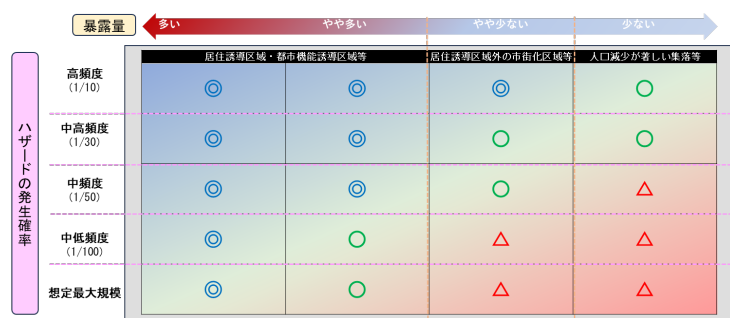 暴露量
多い やや多い やや少ない 少ない
居住誘導区域・都市機能誘導区域等 居住誘導区域外の市街化区域等 人口減少が著しい集落等
ハザードの発生確率
高頻度 ◎ ◎ ◎ ○
(1/10)
中高頻度 ◎ ◎ ○ ○
(1/30)
中頻度 ◎ ◎ ○ △
(1/50)
中低頻度 ◎ ○ △ △
(1/100)
想定最大規模 ◎ ○ △ △